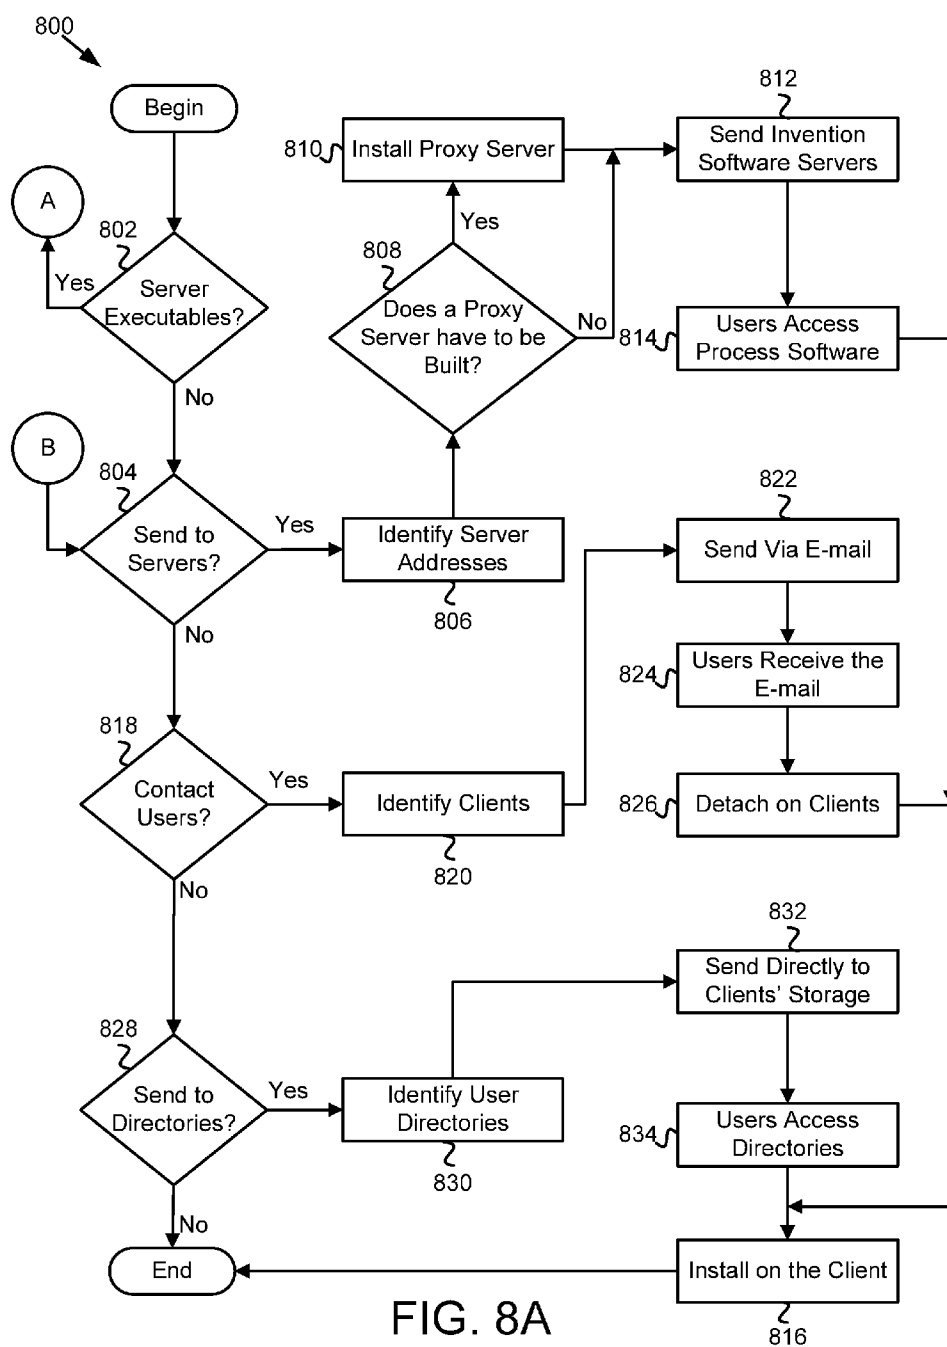 800
Begin
A
Yes
802
Server
Executables?
No
B
804
Send to
Servers?
Yes
No
Identify Server
Addresses
806
808
Does a Proxy
Server have to be
Built?
Yes
No
810
Install Proxy Server
812
Send Invention
Software Servers
814
Users Access
Process Software
818
Contact
Users?
Yes
No
Identify Clients
820
822
Send Via E-mail
824
Users Receive the
E-mail
826
Detach on Clients
828
Send to
Directories?
Yes
No
Identify User
Directories
830
832
Send Directly to
Clients' Storage
834
Users Access
Directories
Install on the Client
816
End
FIG. 8A